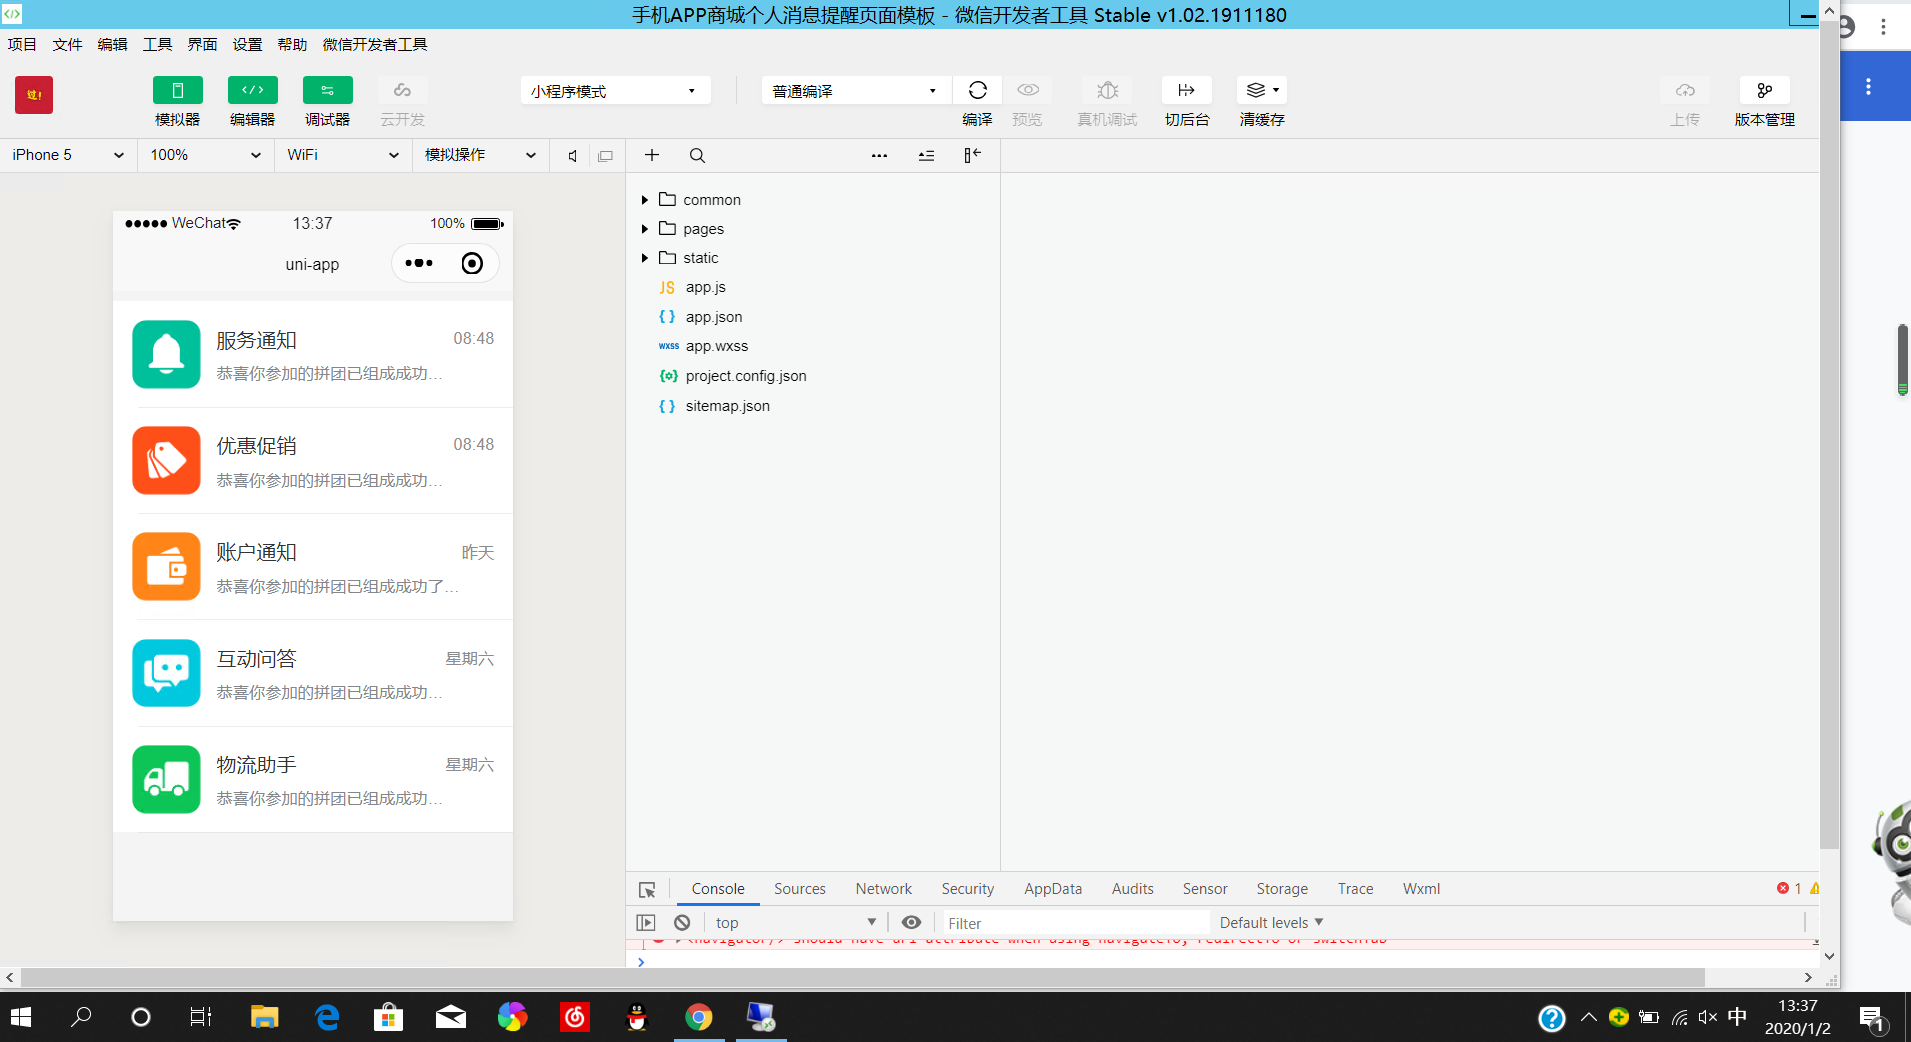 手机APP商城个人消息提醒页面模板 - 微信开发者工具 Stable v1.02.1911180
项目 文件 编辑 工具 界面 设置 帮助 微信开发者工具
过!
小程序模式 普通编译
模拟器 编辑器 调试器 云开发 编译 预览 真机调试 切后台 清缓存 上传 版本管理
iPhone 5 100% WiFi 模拟操作
WeChat 13:37 100%
uni-app
服务通知 08:48
恭喜你参加的拼团已组成成功...
优惠促销 08:48
恭喜你参加的拼团已组成成功...
账户通知 昨天
恭喜你参加的拼团已组成成功了...
互动问答 星期六
恭喜你参加的拼团已组成成功...
物流助手 星期六
恭喜你参加的拼团已组成成功...
common
pages
static
JS app.js
{ } app.json
WXSS app.wxss
project.config.json
{ } sitemap.json
Console Sources Network Security AppData Audits Sensor Storage Trace Wxml 1
top Filter Default levels
<navigator/> should have url attribute when using navigateTo, redirectTo or switchTab
中 13:37
2020/1/2
1